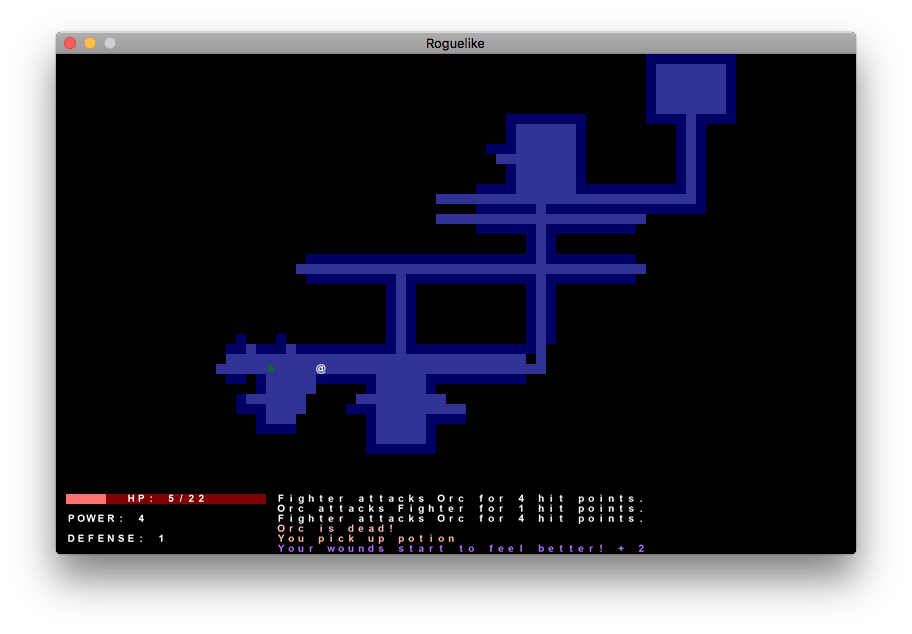 Roguelike
@
HP: 5/22
POWER: 4
DEFENSE: 1
Fighter attacks Orc for 4 hit points.
Orc attacks Fighter for 1 hit points.
Fighter attacks Orc for 4 hit points.
Orc is dead!
You pick up potion
Your wounds start to feel better! + 2